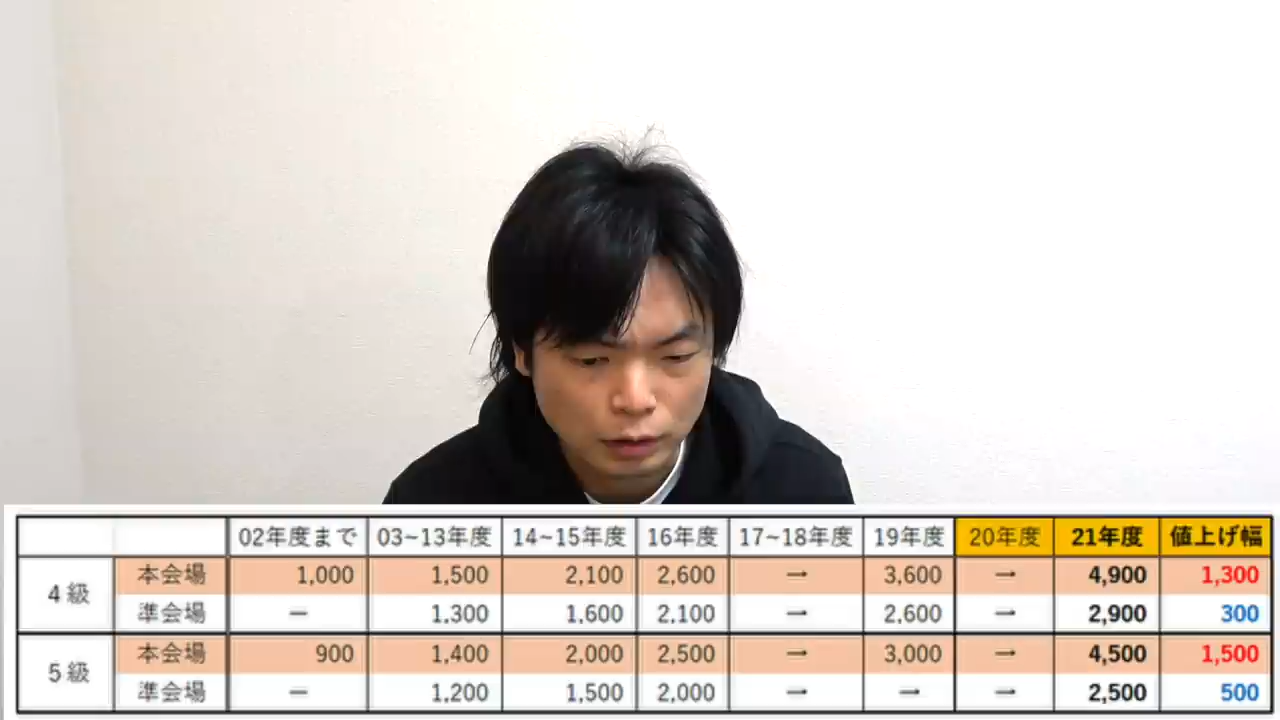 02年度まで 03~13年度 14~15年度 16年度 17~18年度 19年度 20年度 21年度 値上げ幅
4級 本会場 1,000 1,500 2,100 2,600 → 3,600 → 4,900 1,300
準会場 ー 1,300 1,600 2,100 → 2,600 → 2,900 300
5級 本会場 900 1,400 2,000 2,500 → 3,000 → 4,500 1,500
準会場 ー 1,200 1,500 2,000 → → → 2,500 500